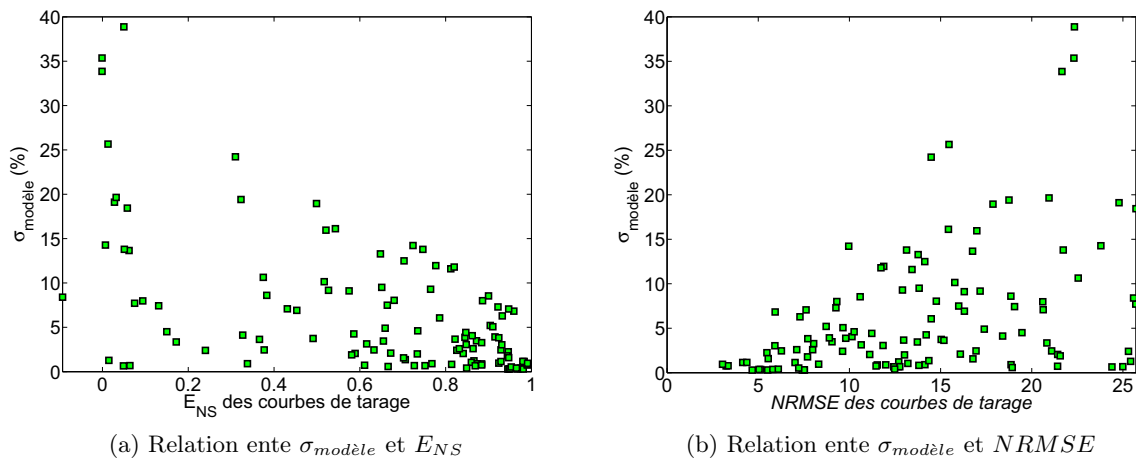 40
35
30
25
20
15
10
5
0
σmodèle (%)
0 0.2 0.4 0.6 0.8 1
E_NS des courbes de tarage
(a) Relation ente σmodèle et E_NS
40
35
30
25
20
15
10
5
0
σmodèle (%)
0 5 10 15 20 25
NRMSE des courbes de tarage
(b) Relation ente σmodèle et NRMSE